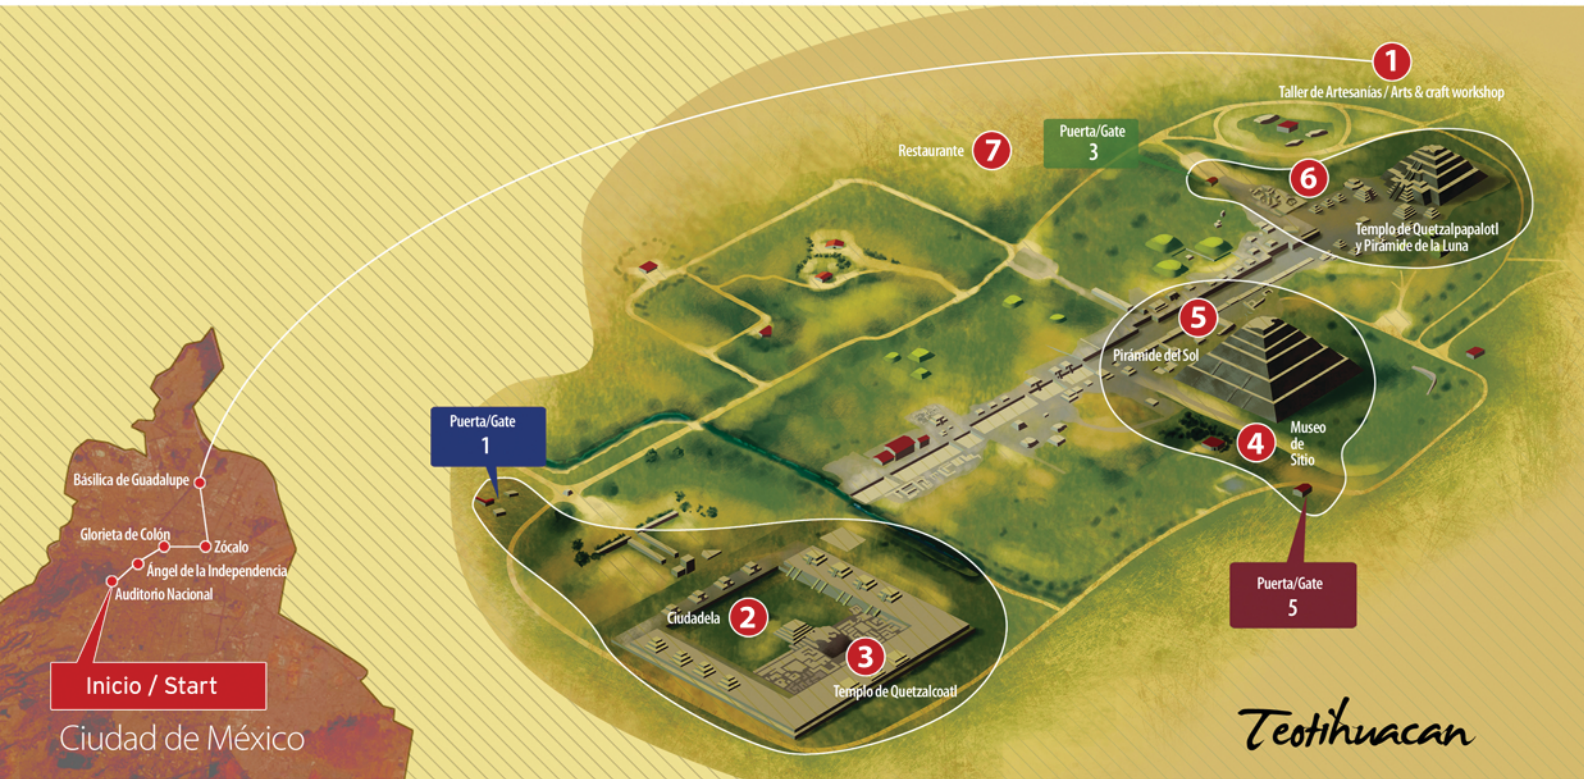 1
Taller de Artesanías / Arts & craft workshop
Puerta/Gate
3
Restaurante 7
6
Templo de Quetzalpapalotl
y Pirámide de la Luna
5
Pirámide del Sol
Puerta/Gate
1
4 Museo
de
Sitio
Básilica de Guadalupe
Glorieta de Colón
Zócalo
Ángel de la Independencia
Auditorio Nacional
Puerta/Gate
5
Ciudadela 2
3
Templo de Quetzalcoatl
Inicio / Start
Ciudad de México
Teotihuacan